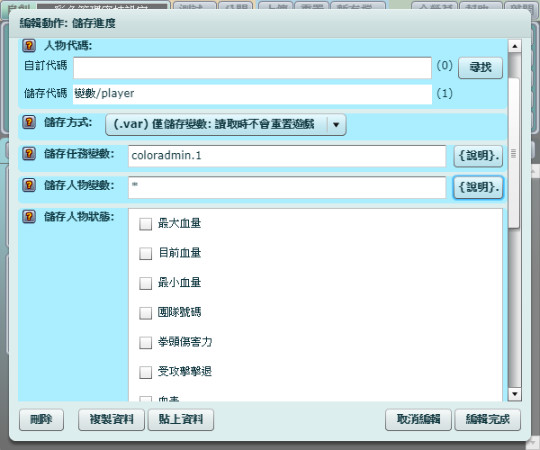 編輯動作: 儲存進度
人物代碼:
自訂代碼 (0) 尋找
儲存代碼 變數/player (1)
儲存方式: (.var) 僅儲存變數: 讀取時不會重置遊戲
儲存任務變數: coloradmin.1 {說明}.
儲存人物變數: * {說明}.
儲存人物狀態:
最大血量
目前血量
最小血量
團隊號碼
拳頭傷害力
受攻擊擊退
刪除 複製資料 貼上資料 取消編輯 編輯完成